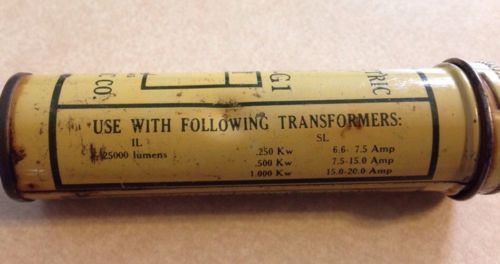 G I
TRIC
CO.
USE WITH FOLLOWING TRANSFORMERS:
IL SL
25000 lumens .250 Kw 6.6- 7.5 Amp
.500 Kw 7.5-15.0 Amp
1.000 Kw 15.0-20.0 Amp